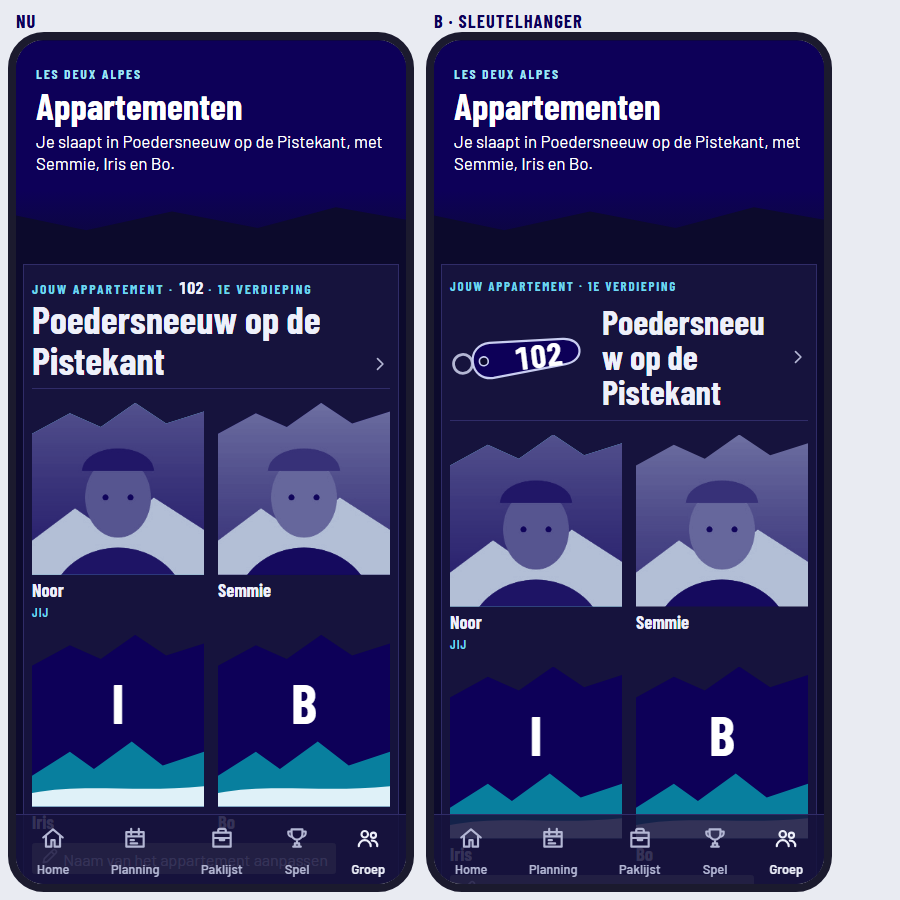 NU
LES DEUX ALPES
Appartementen
Je slaapt in Poedersneeuw op de Pistekant, met
Semmie, Iris en Bo.
JOUW APPARTEMENT · 102 · 1E VERDIEPING
Poedersneeuw op de
Pistekant
Noor
Semmie
JIJ
I
B
Iris
Bo
Naam van het appartement aanpassen
Home
Planning
Paklijst
Spel
Groep
B · SLEUTELHANGER
LES DEUX ALPES
Appartementen
Je slaapt in Poedersneeuw op de Pistekant, met
Semmie, Iris en Bo.
JOUW APPARTEMENT · 1E VERDIEPING
102
Poedersneeu
w op de
Pistekant
Noor
Semmie
JIJ
I
B
Iris
Bo
Home
Planning
Paklijst
Spel
Groep